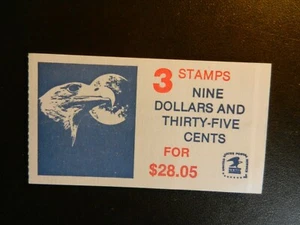 3 STAMPS
NINE
DOLLARS AND
THIRTY-FIVE
CENTS
FOR
$28.05